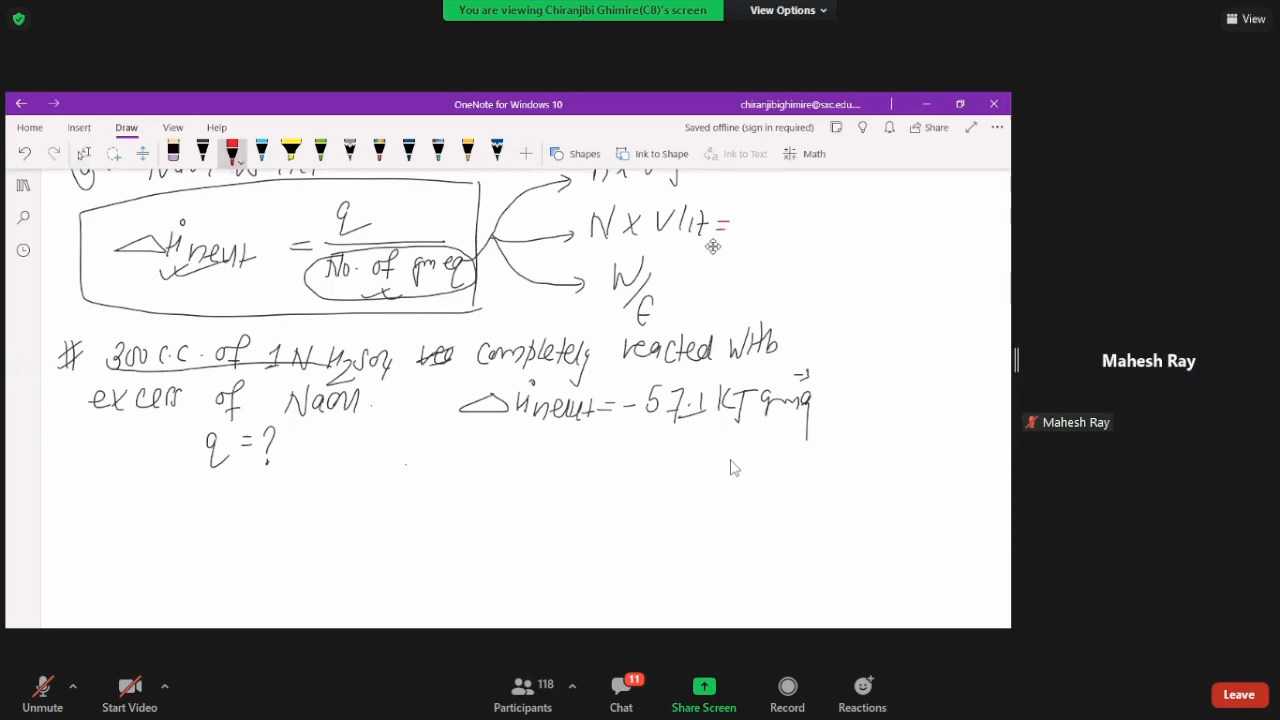 You are viewing Chiranjibi Ghimire(C8)'s screen
View Options
View
OneNote for Windows 10
chiranjibighimire@sxc.edu....
Home Insert Draw View Help
Saved offline (sign in required)
Share
Shapes
Ink to Shape
Ink to Text
Math
ΔH neut = q / No. of gm eq
N x V lit =
W/E
# 300 c.c. of 1 N H2SO4 completely reacted with
excess of NaOH. ΔH neut = -57.1 KJ gmeq-1
q = ?
Mahesh Ray
Mahesh Ray
Unmute
Start Video
118
Participants
11
Chat
Share Screen
Record
Reactions
Leave